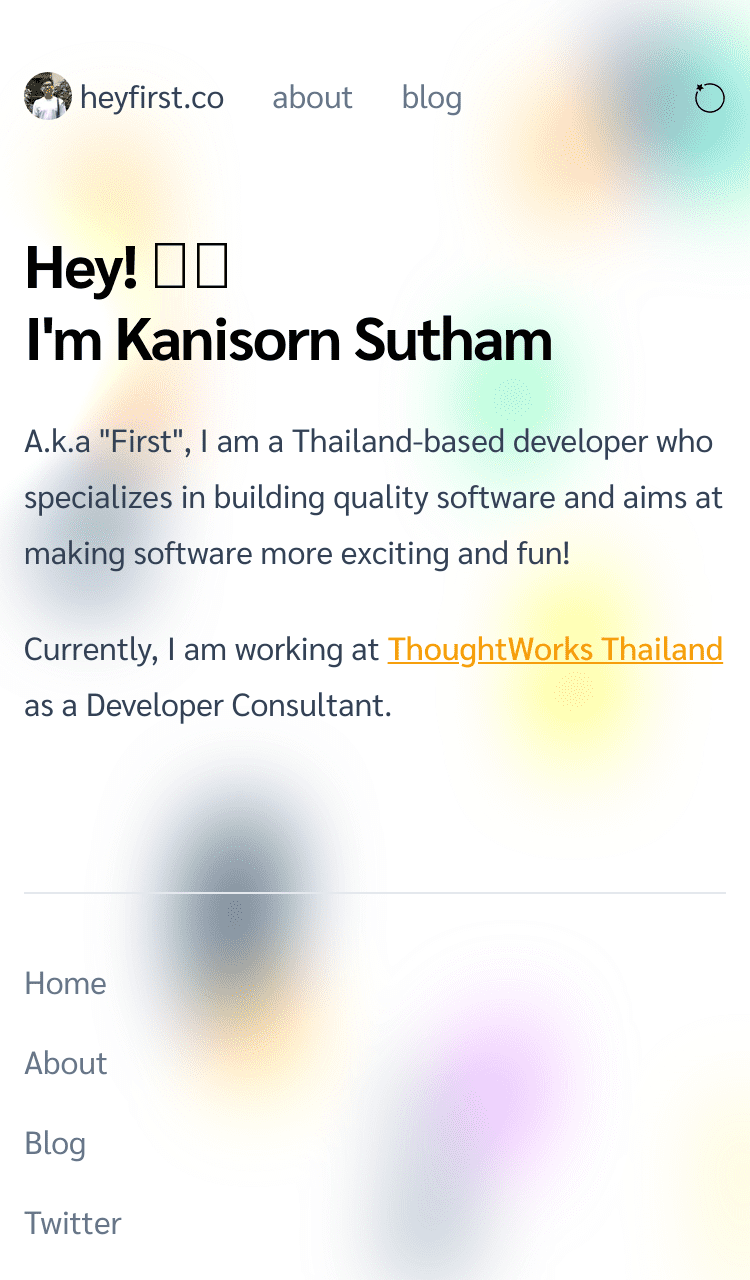 heyfirst.co about blog
Hey!
I'm Kanisorn Sutham
A.k.a "First", I am a Thailand-based developer who
specializes in building quality software and aims at
making software more exciting and fun!
Currently, I am working at ThoughtWorks Thailand
as a Developer Consultant.
Home
About
Blog
Twitter